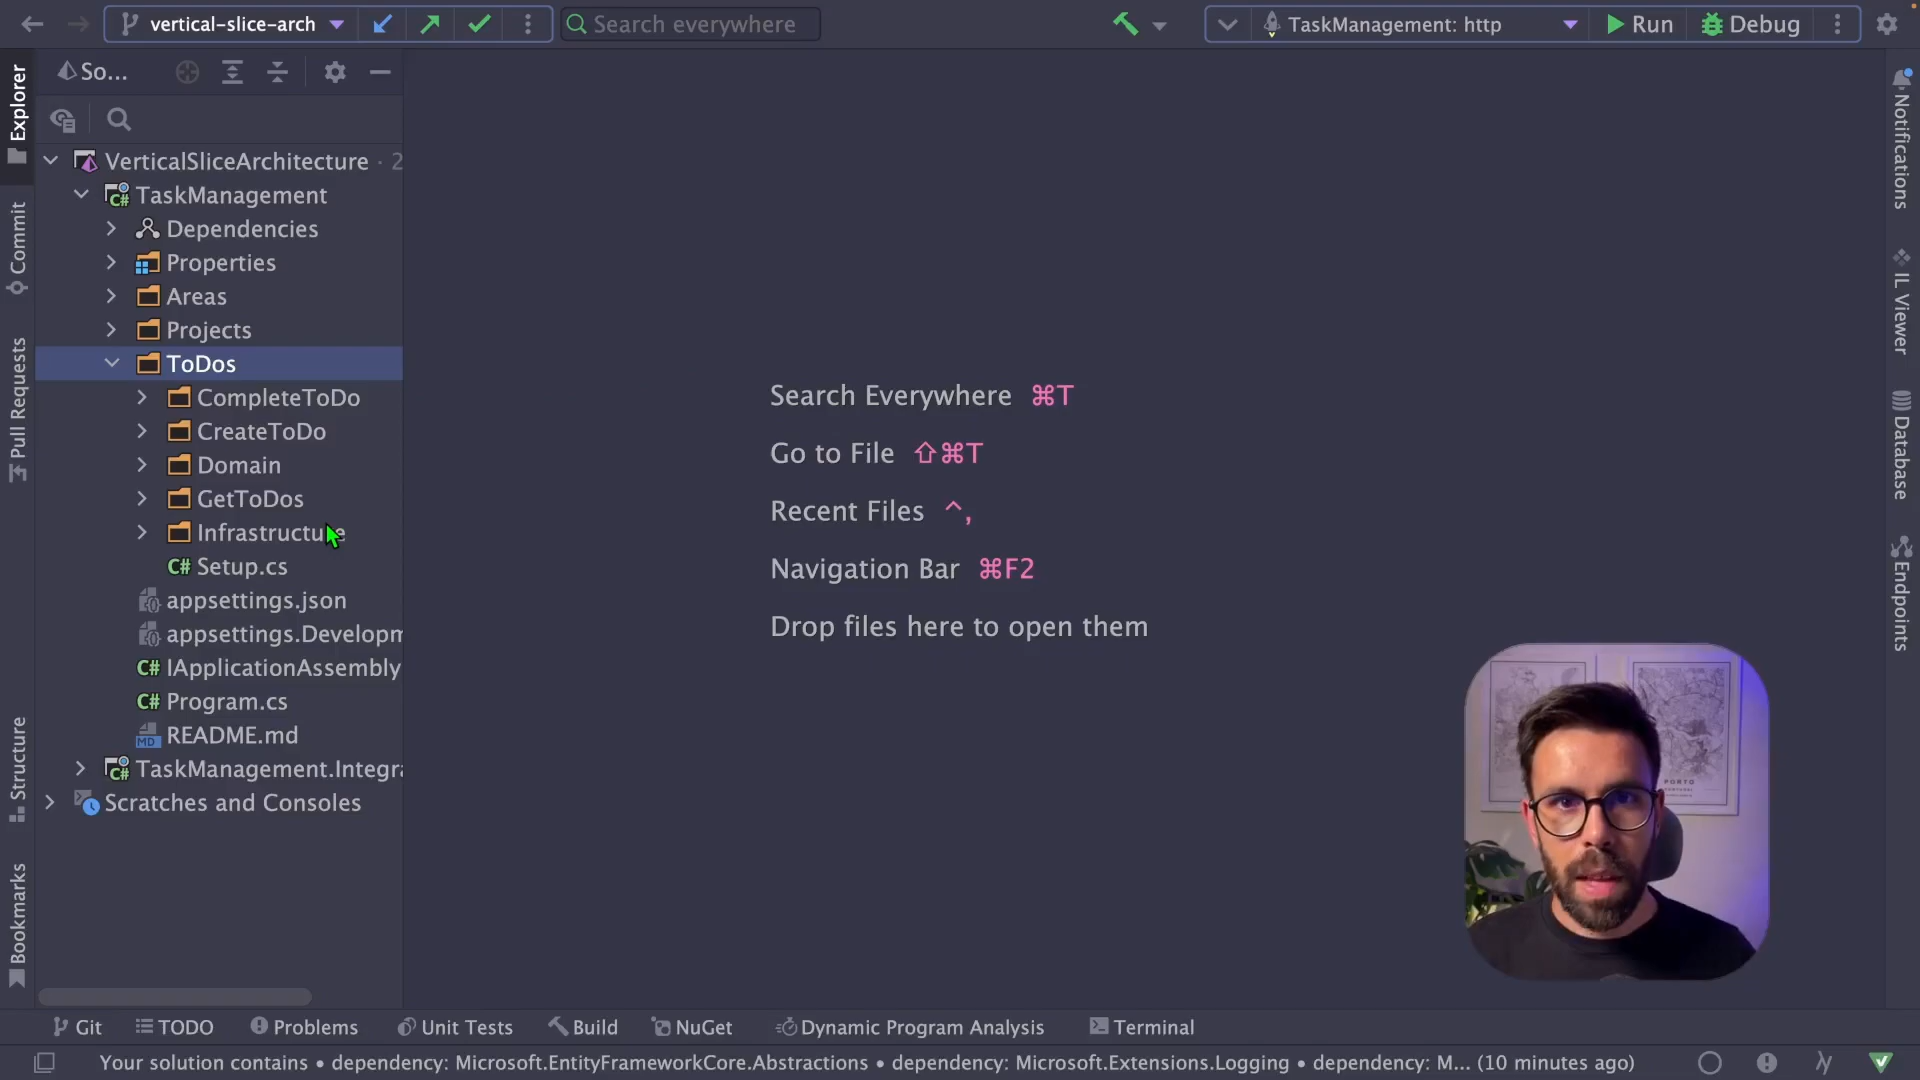 vertical-slice-arch
Search everywhere
TaskManagement: http
Run
Debug
Explorer
Commit
Pull Requests
Structure
Bookmarks
So...
VerticalSliceArchitecture · 2
TaskManagement
Dependencies
Properties
Areas
Projects
ToDos
CompleteToDo
CreateToDo
Domain
GetToDos
Infrastructure
C# Setup.cs
appsettings.json
appsettings.Developm
C# IApplicationAssembly
C# Program.cs
MD README.md
TaskManagement.Integra
Scratches and Consoles
Search Everywhere ⌘T
Go to File ⇧⌘T
Recent Files ^,
Navigation Bar ⌘F2
Drop files here to open them
PORTO
Notifications
IL Viewer
Database
Endpoints
Git
TODO
Problems
Unit Tests
Build
NuGet
Dynamic Program Analysis
Terminal
Your solution contains • dependency: Microsoft.EntityFrameworkCore.Abstractions • dependency: Microsoft.Extensions.Logging • dependency: M... (10 minutes ago)